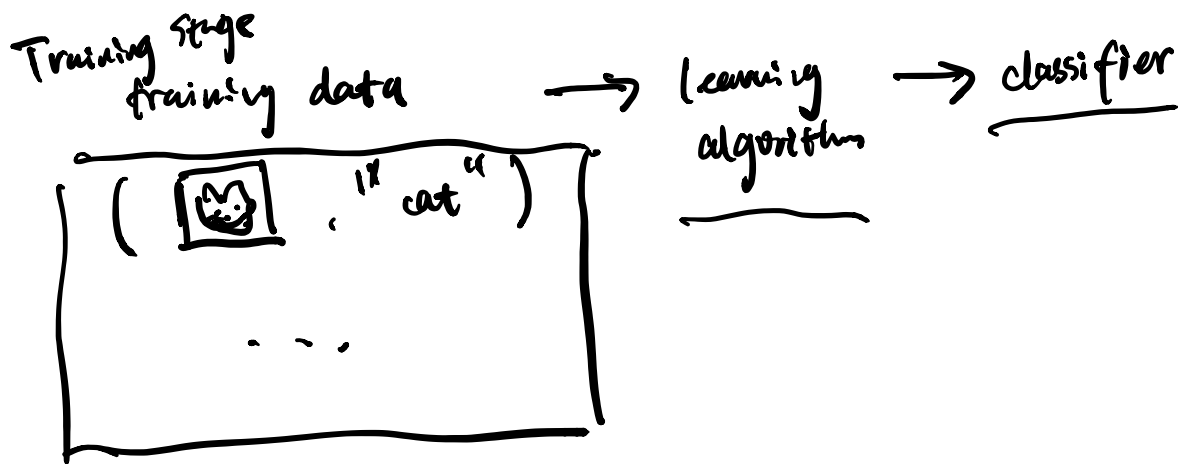 Training stage
training data → learning algorithm → classifier
( , "cat" )
...